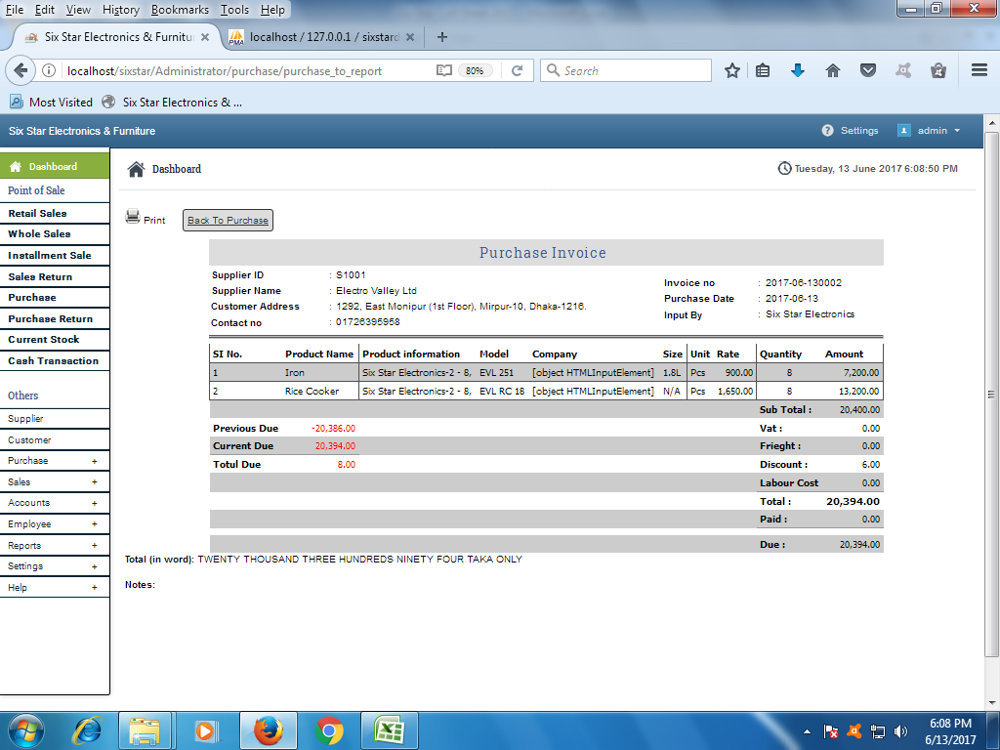 File Edit View History Bookmarks Tools Help
Six Star Electronics & Furnitu
localhost / 127.0.0.1 / sixstard
localhost/sixstar/Administrator/purchase/purchase_to_report
80%
Search
Most Visited Six Star Electronics & ...
Six Star Electronics & Furniture
Settings admin
Dashboard
Point of Sale
Retail Sales
Whole Sales
Installment Sale
Sales Return
Purchase
Purchase Return
Current Stock
Cash Transaction
Others
Supplier
Customer
Purchase +
Sales +
Accounts +
Employee +
Reports +
Settings +
Help +
Dashboard
Tuesday, 13 June 2017 6:08:50 PM
Print Back To Purchase
Purchase Invoice
Supplier ID : S1001
Supplier Name : Electro Valley Ltd
Customer Address : 1292, East Monipur (1st Floor), Mirpur-10, Dhaka-1216.
Contact no : 01726395958
Invoice no : 2017-06-130002
Purchase Date : 2017-06-13
Input By : Six Star Electronics
SI No. Product Name Product information Model Company Size Unit Rate Quantity Amount
1 Iron Six Star Electronics-2 - 8, EVL 251 [object HTMLInputElement] 1.8L Pcs 900.00 8 7,200.00
2 Rice Cooker Six Star Electronics-2 - 8, EVL RC 18 [object HTMLInputElement] N/A Pcs 1,650.00 8 13,200.00
Sub Total : 20,400.00
Previous Due -20,386.00 Vat : 0.00
Current Due 20,394.00 Frieght : 0.00
Totul Due 8.00 Discount : 6.00
Labour Cost 0.00
Total : 20,394.00
Paid : 0.00
Due : 20,394.00
Total (in word): TWENTY THOUSAND THREE HUNDREDS NINETY FOUR TAKA ONLY
Notes:
6:08 PM
6/13/2017